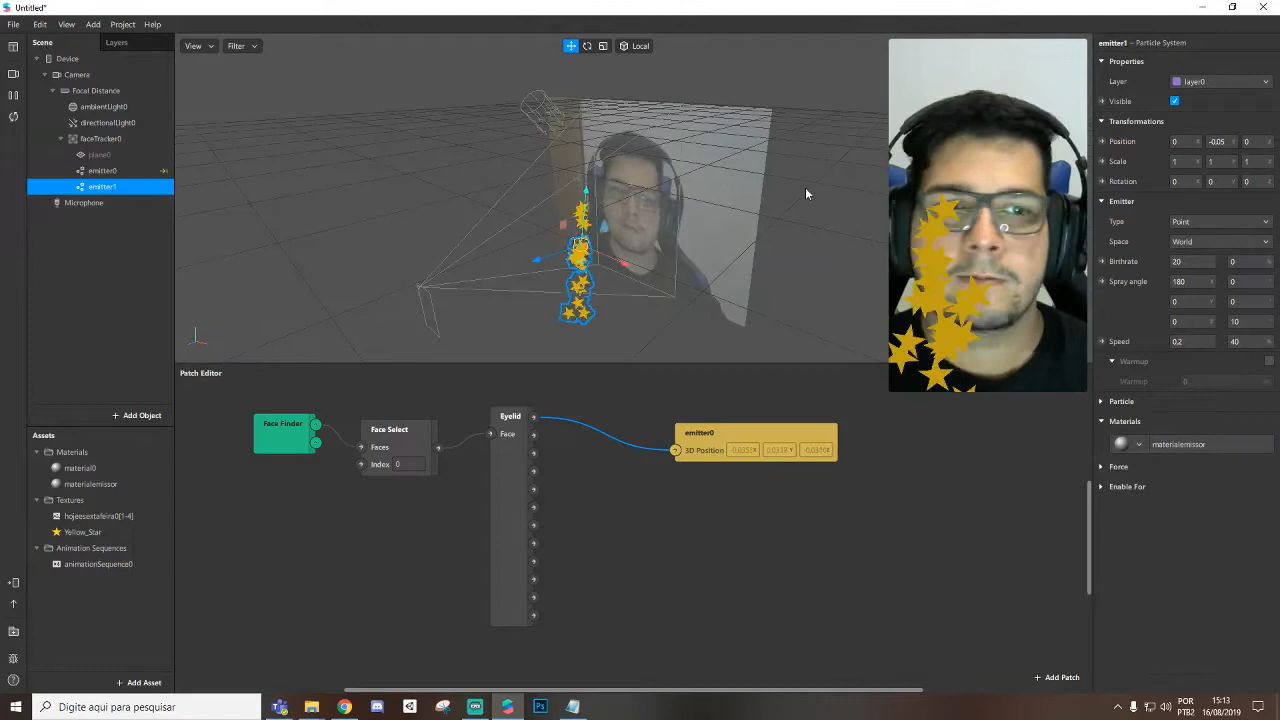 Untitled*
File Edit View Add Project Help
Scene Layers
Device
Camera
Focal Distance
ambientLight0
directionalLight0
faceTracker0
plane0
emitter0
emitter1
Microphone
Add Object
Assets
Materials
material0
materialemissor
Textures
hojeesextafeira0[1-4]
Yellow_Star
Animation Sequences
animationSequence0
Add Asset
View Filter Local
Patch Editor
Face Finder
Face Select
Faces
Index 0
Eyelid
Face
emitter0
3D Position
Add Patch
emitter1 – Particle System
Properties
Layer layer0
Visible
Transformations
Position 0 -0,05 0
Scale 1 1 1
Rotation 0 0 0
Emitter
Type Point
Space World
Birthrate 20 0
Spray angle 180 0
0 0
0 10
Speed 0.2 40
Warmup
Warmup 0
Particle
Materials
materialemissor
Force
Enable For
Digite aqui para pesquisar
POR
PTB2
15:13
16/08/2019